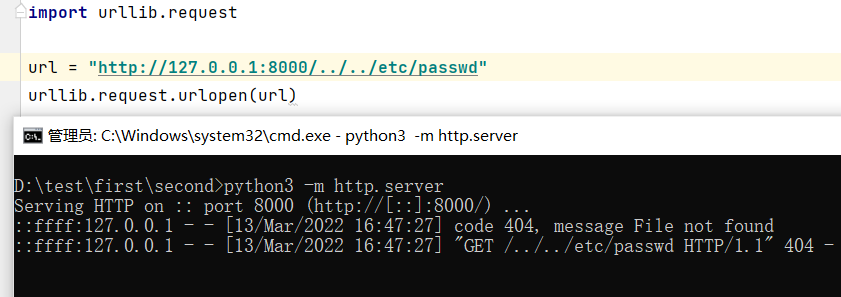 import urllib.request
url = "http://127.0.0.1:8000/../../etc/passwd"
urllib.request.urlopen(url)
管理员: C:\Windows\system32\cmd.exe - python3  -m http.server
D:\test\first\second>python3 -m http.server
Serving HTTP on :: port 8000 (http://[::]:8000/) ...
::ffff:127.0.0.1 - - [13/Mar/2022 16:47:27] code 404, message File not found
::ffff:127.0.0.1 - - [13/Mar/2022 16:47:27] "GET /../../etc/passwd HTTP/1.1" 404 -